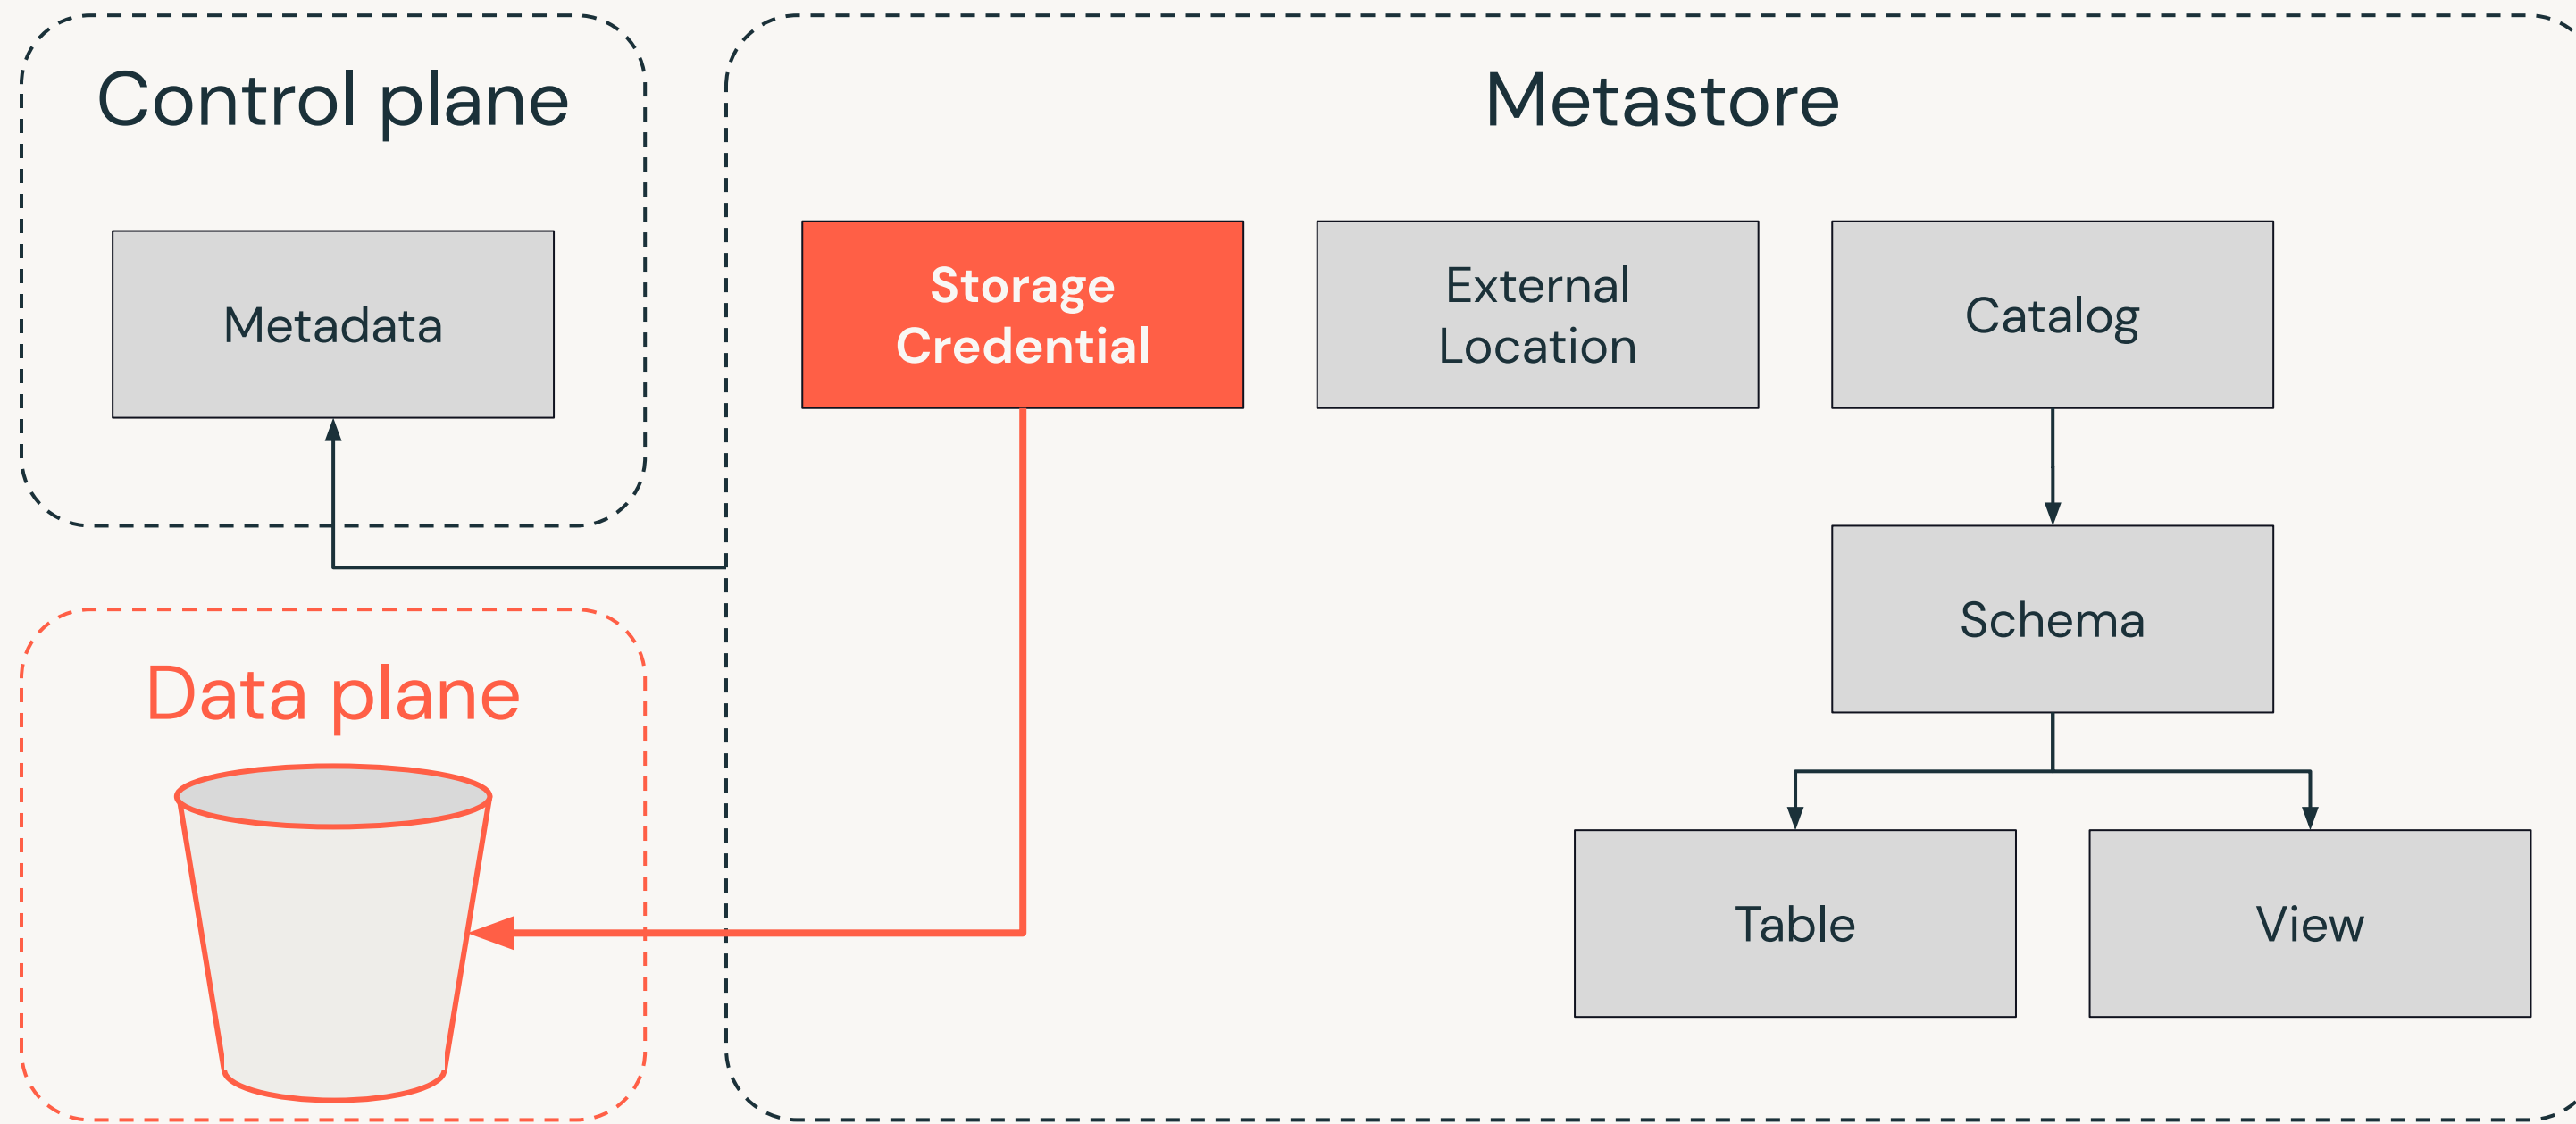 Control plane
Metadata
Data plane
Metastore
Storage
Credential
External
Location
Catalog
Schema
Table
View